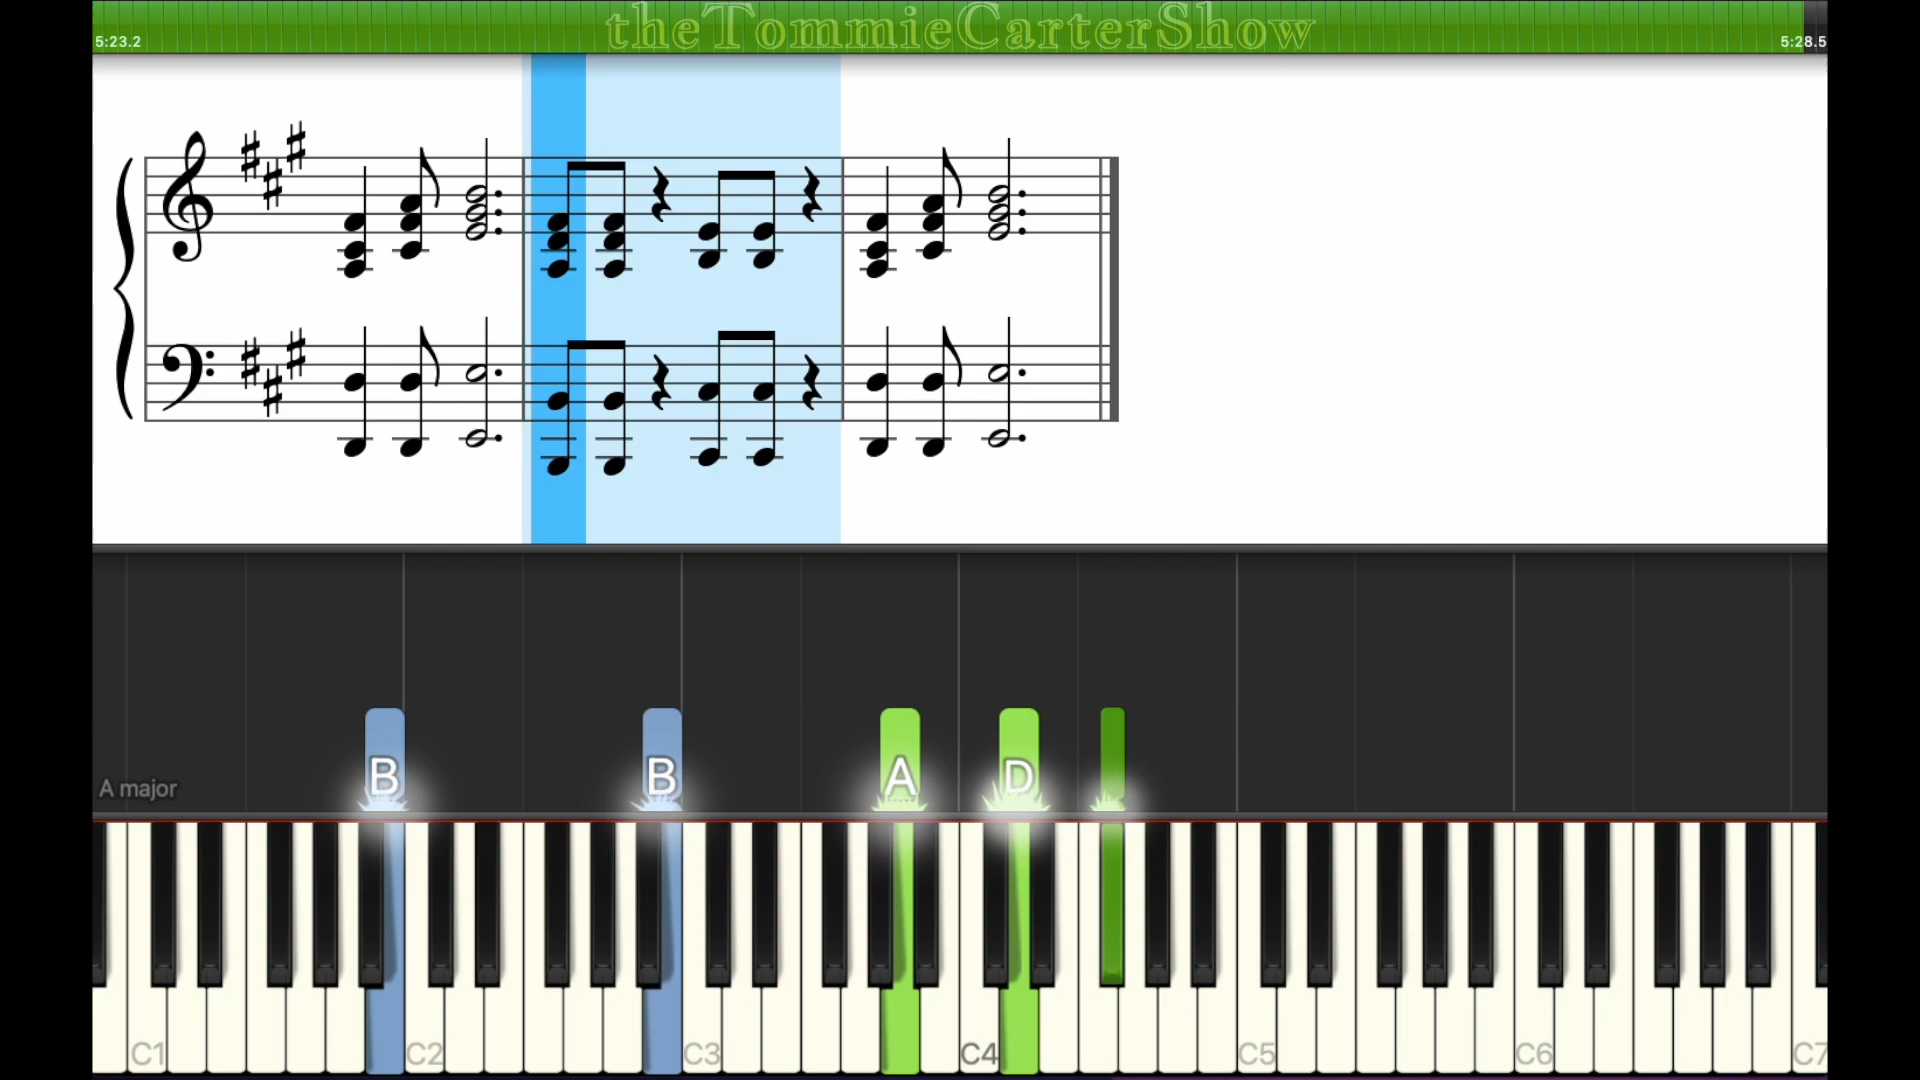 theTommieCarterShow
5:23.2
5:28.5
B
B
A
D
A major
C1
C2
C3
C4
C5
C6
C7